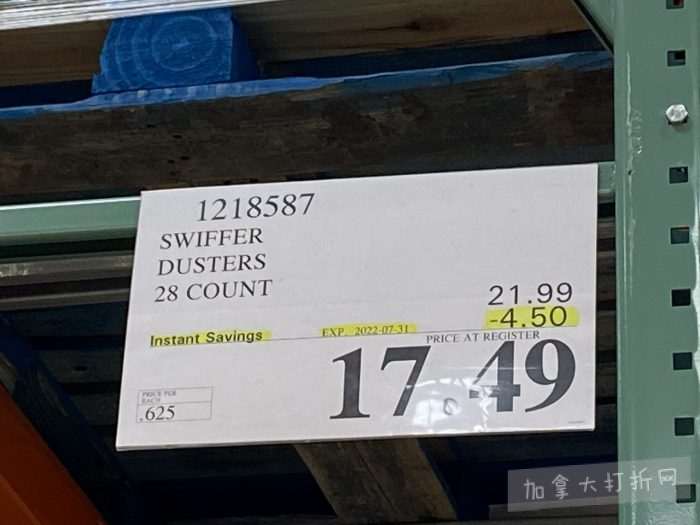 1218587
SWIFFER
DUSTERS
28 COUNT
21.99
-4.50
Instant Savings EXP. 2022-07-31
PRICE AT REGISTER
17.49
PRICE PER
EACH
.625
加拿大打折网